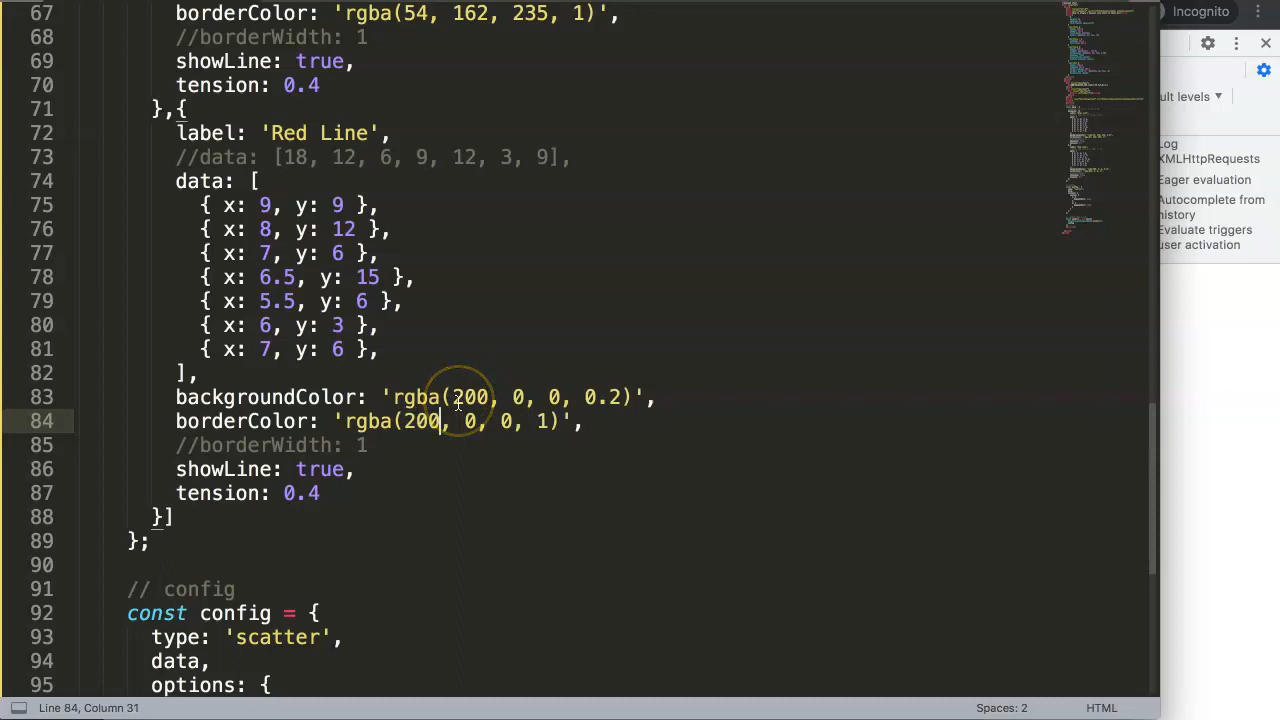 67 borderColor: 'rgba(54, 162, 235, 1)',
68 //borderWidth: 1
69 showLine: true,
70 tension: 0.4
71 },{
72 label: 'Red Line',
73 //data: [18, 12, 6, 9, 12, 3, 9],
74 data: [
75 { x: 9, y: 9 },
76 { x: 8, y: 12 },
77 { x: 7, y: 6 },
78 { x: 6.5, y: 15 },
79 { x: 5.5, y: 6 },
80 { x: 6, y: 3 },
81 { x: 7, y: 6 },
82 ],
83 backgroundColor: 'rgba(200, 0, 0, 0.2)',
84 borderColor: 'rgba(200, 0, 0, 1)',
85 //borderWidth: 1
86 showLine: true,
87 tension: 0.4
88 }]
89 };
90
91 // config
92 const config = {
93 type: 'scatter',
94 data,
95 options: {
Line 84, Column 31
Spaces: 2
HTML
Incognito
ult levels
Log
XMLHttpRequests
Eager evaluation
Autocomplete from
history
Evaluate triggers
user activation